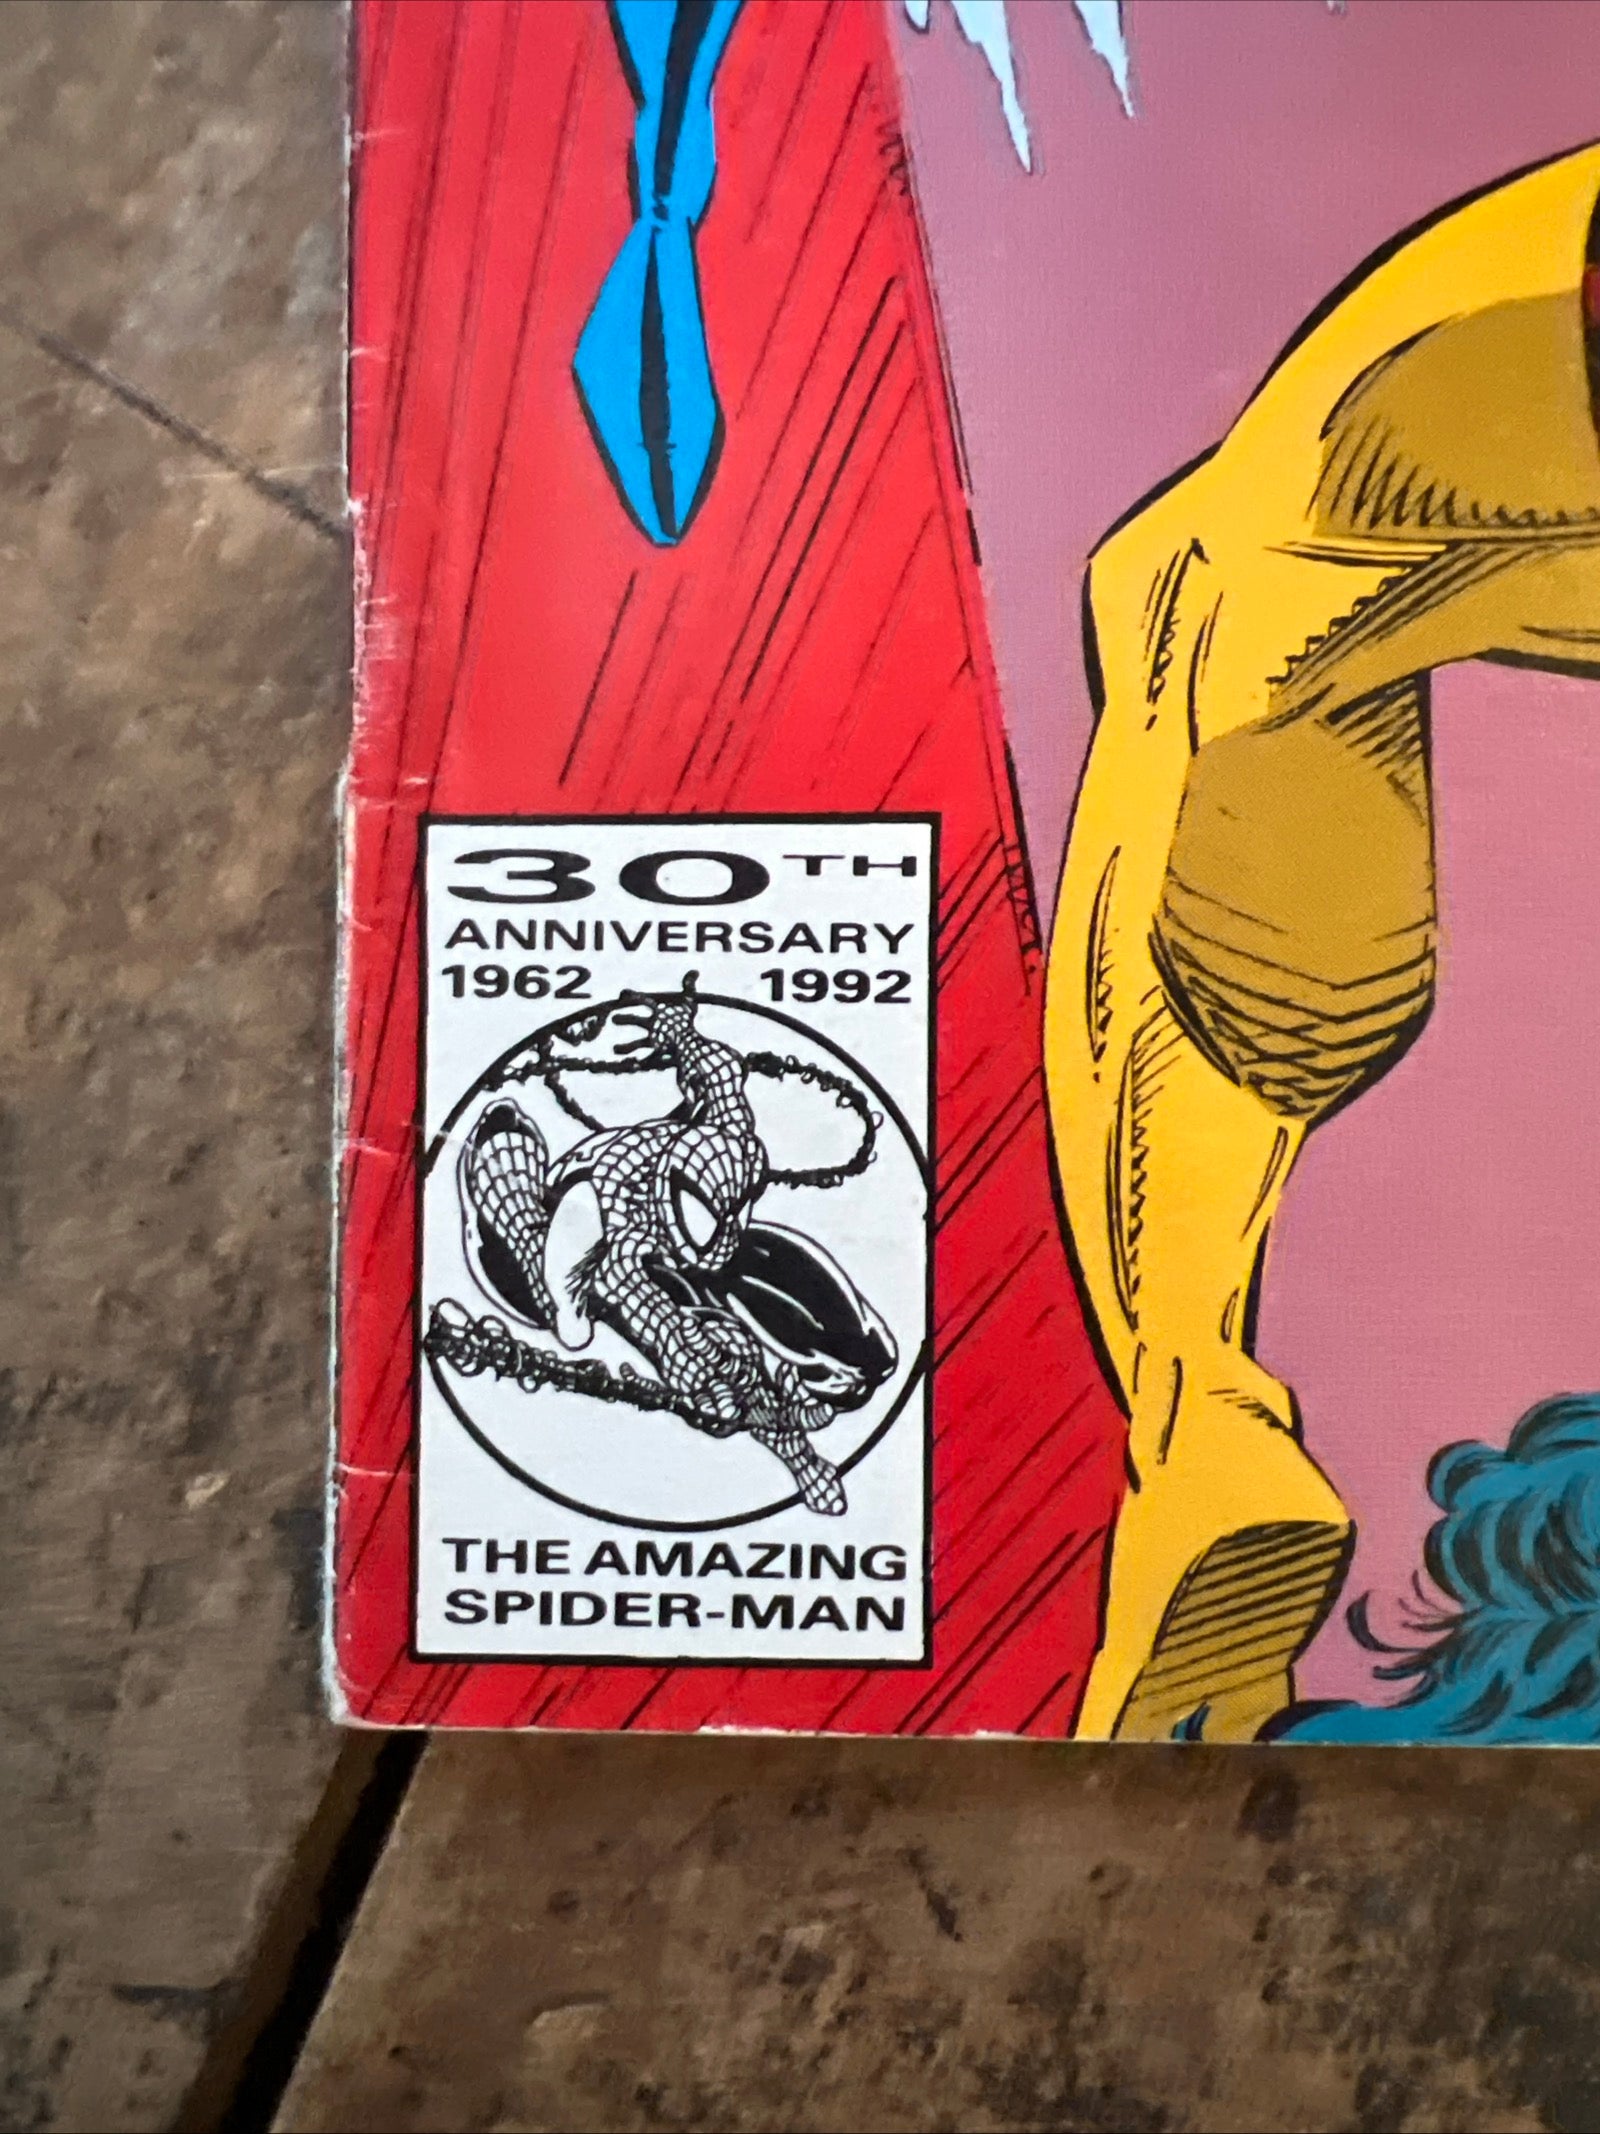 30TH
ANNIVERSARY
1962 1992
THE AMAZING
SPIDER-MAN